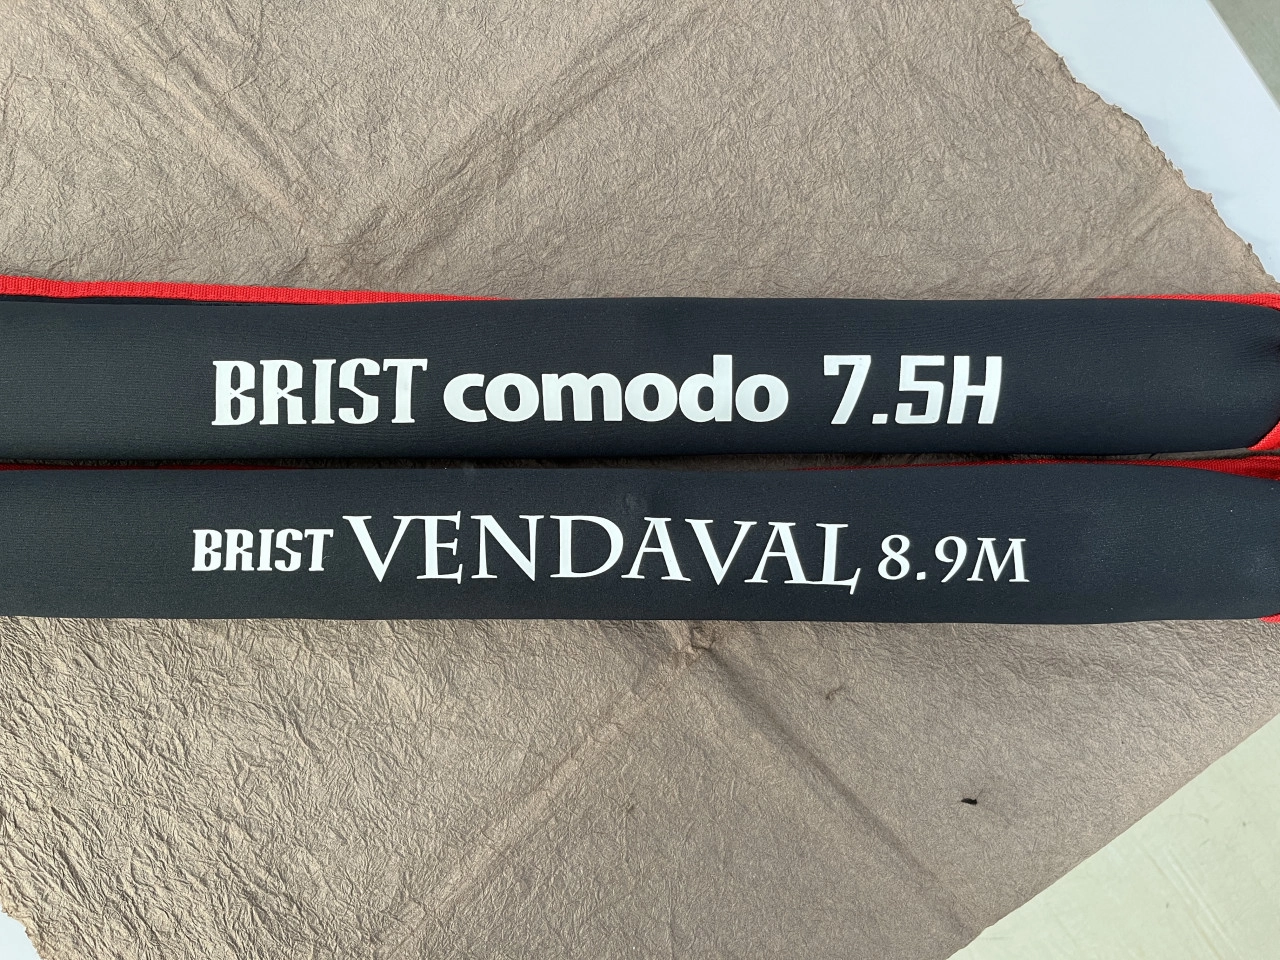 BRIST comodo 7.5H
BRIST VENDAVAL 8.9M